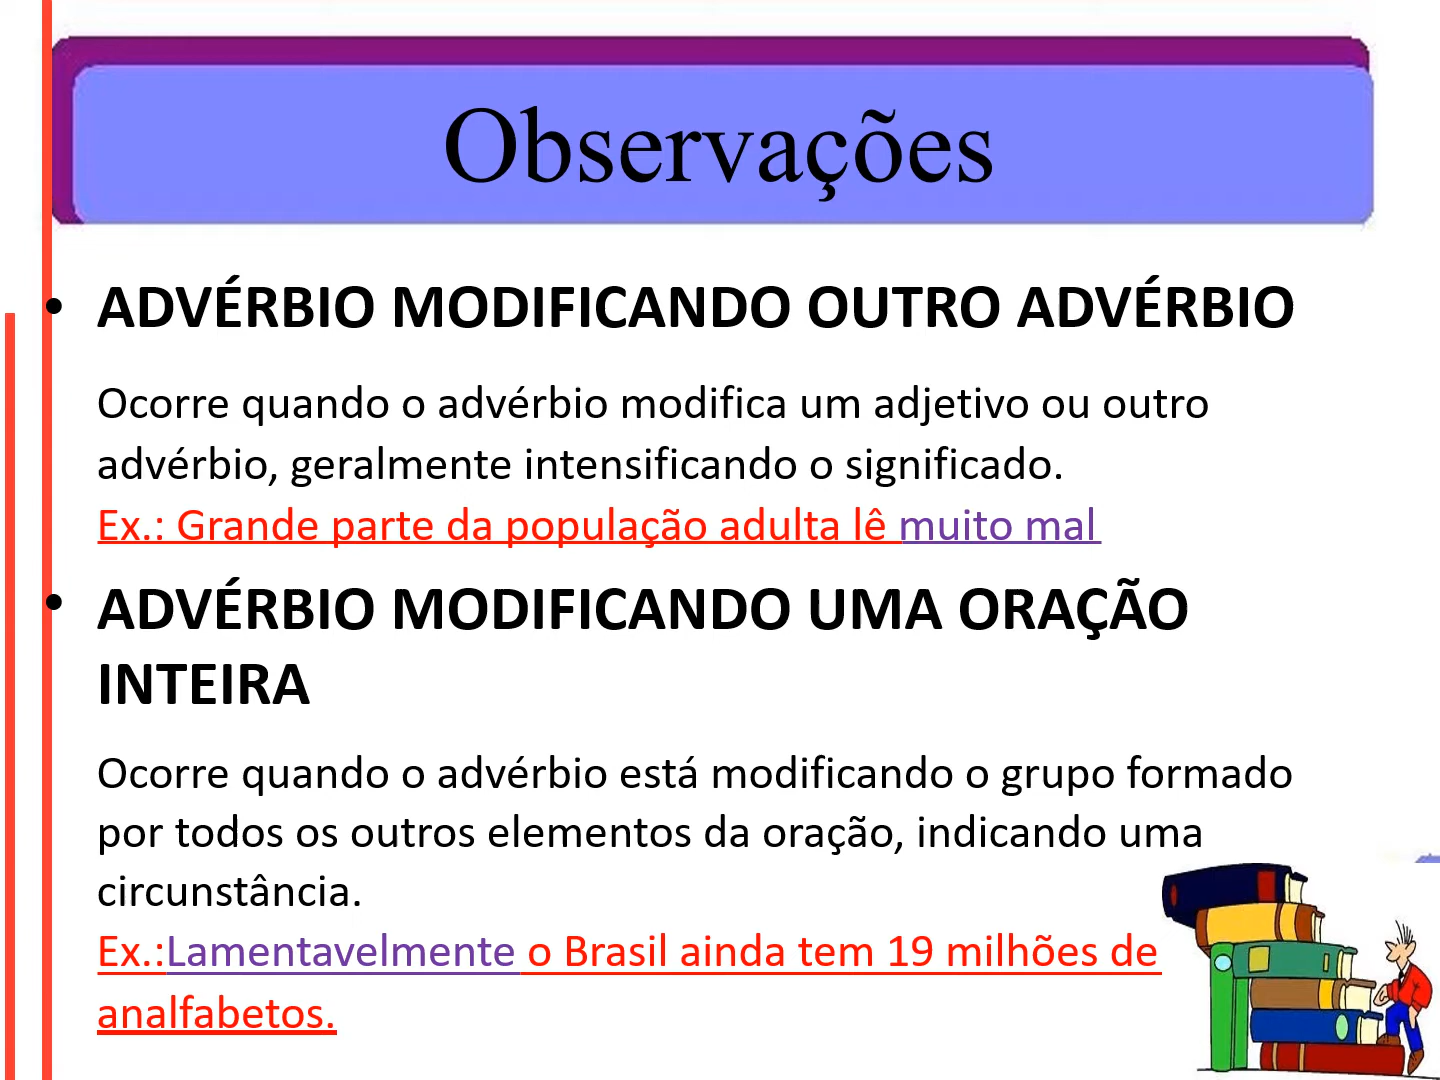 Observações
• ADVÉRBIO MODIFICANDO OUTRO ADVÉRBIO
Ocorre quando o advérbio modifica um adjetivo ou outro
advérbio, geralmente intensificando o significado.
Ex.: Grande parte da população adulta lê muito mal
• ADVÉRBIO MODIFICANDO UMA ORAÇÃO
INTEIRA
Ocorre quando o advérbio está modificando o grupo formado
por todos os outros elementos da oração, indicando uma
circunstância.
Ex.:Lamentavelmente o Brasil ainda tem 19 milhões de
analfabetos.